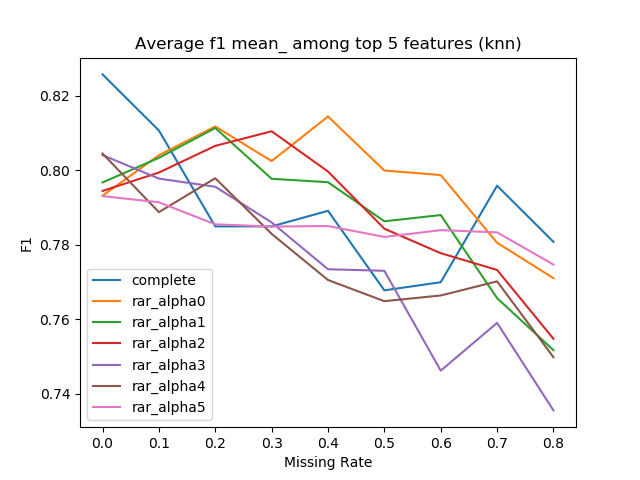 Average f1 mean_ among top 5 features (knn)
0.82
0.80
0.78
0.76
0.74
F1
complete
rar_alpha0
rar_alpha1
rar_alpha2
rar_alpha3
rar_alpha4
rar_alpha5
0.0 0.1 0.2 0.3 0.4 0.5 0.6 0.7 0.8
Missing Rate